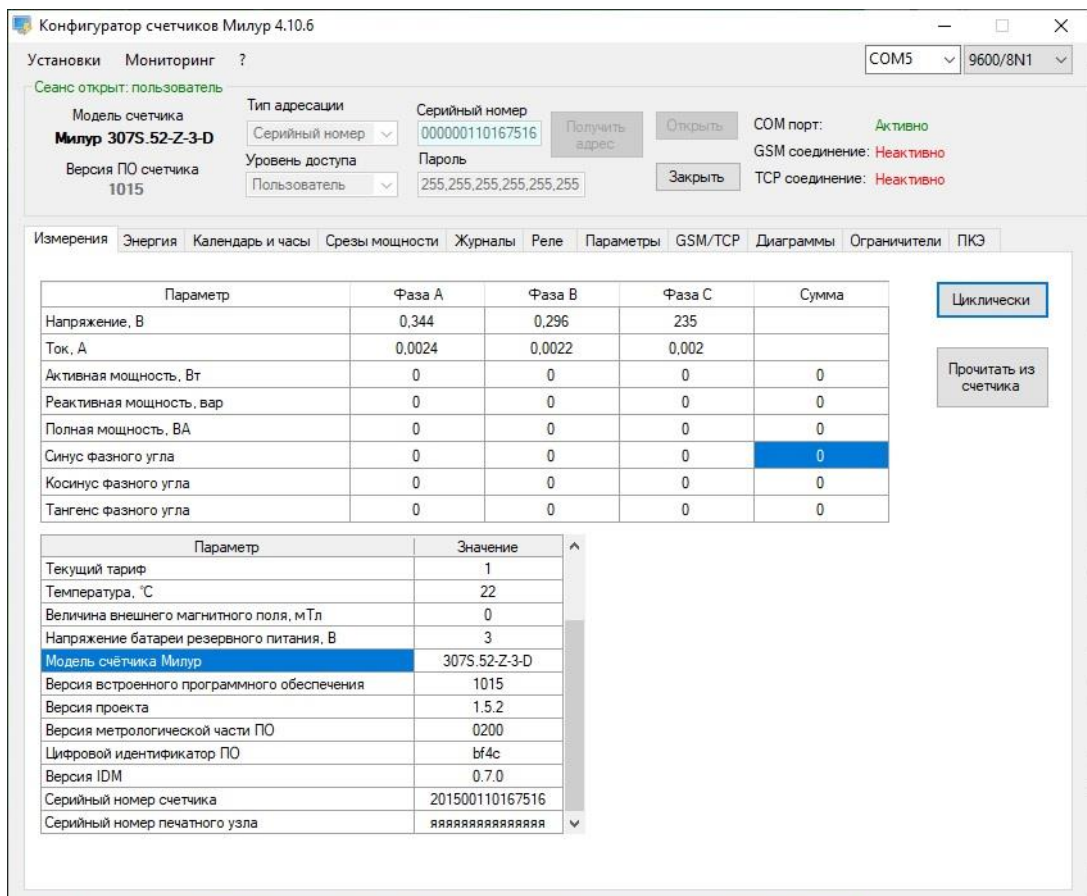 Конфигуратор счетчиков Милур 4.10.6
Установки Мониторинг ?
COM5 9600/8N1
Сеанс открыт: пользователь
Модель счетчика
Милур 307S.52-Z-3-D
Версия ПО счетчика
1015
Тип адресации
Серийный номер
Уровень доступа
Пользователь
Серийный номер
000000110167516
Пароль
255,255,255,255,255,255
Получить адрес
Открыть
Закрыть
COM порт: Активно
GSM соединение: Неактивно
TCP соединение: Неактивно
Измерения Энергия Календарь и часы Срезы мощности Журналы Реле Параметры GSM/TCP Диаграммы Ограничители ПКЭ
Параметр Фаза A Фаза B Фаза C Сумма
Напряжение, В 0,344 0,296 235
Ток, А 0,0024 0,0022 0,002
Активная мощность, Вт 0 0 0 0
Реактивная мощность, вар 0 0 0 0
Полная мощность, ВА 0 0 0 0
Синус фазного угла 0 0 0 0
Косинус фазного угла 0 0 0 0
Тангенс фазного угла 0 0 0 0
Циклически
Прочитать из
счетчика
Параметр Значение
Текущий тариф 1
Температура, °С 22
Величина внешнего магнитного поля, мТл 0
Напряжение батареи резервного питания, В 3
Модель счётчика Милур 307S.52-Z-3-D
Версия встроенного программного обеспечения 1015
Версия проекта 1.5.2
Версия метрологической части ПО 0200
Цифровой идентификатор ПО bf4c
Версия IDM 0.7.0
Серийный номер счетчика 201500110167516
Серийный номер печатного узла яяяяяяяяяяяяяяя